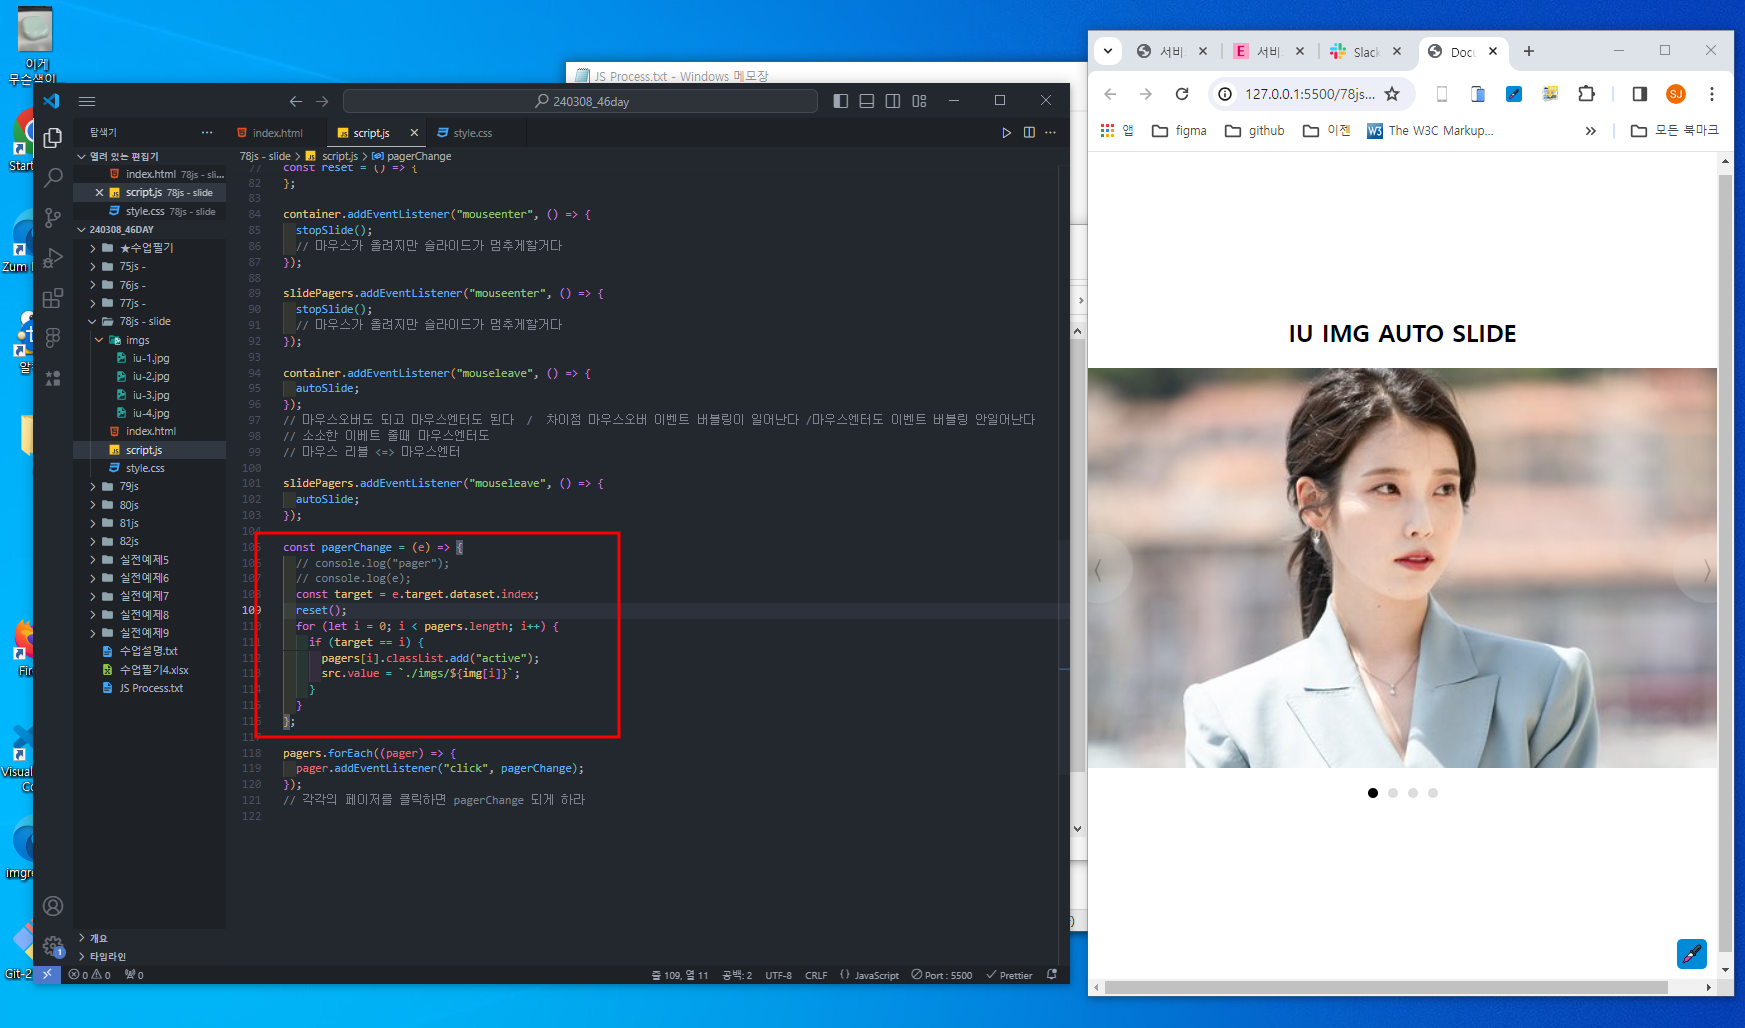 이게
무슨색이
Start
Zum
알
Fire
Visual
Co
imgre
Git-2
JS Process.txt - Windows 메모장
240308_46day
탐색기
index.html
script.js
style.css
78js - slide > script.js > pagerChange
열려 있는 편집기
index.html 78js - sli...
script.js 78js - slide
style.css 78js - slide
240308_46DAY
★수업필기
75js -
76js -
77js -
78js - slide
imgs
iu-1.jpg
iu-2.jpg
iu-3.jpg
iu-4.jpg
index.html
script.js
style.css
79js
80js
81js
82js
실전예제5
실전예제6
실전예제7
실전예제8
실전예제9
수업설명.txt
수업필기4.xlsx
JS Process.txt
개요
타임라인
77 const reset = () => {
82 };
83
84 container.addEventListener("mouseenter", () => {
85 stopSlide();
86 // 마우스가 올려지만 슬라이드가 멈추게할거다
87 });
88
89 slidePagers.addEventListener("mouseenter", () => {
90 stopSlide();
91 // 마우스가 올려지만 슬라이드가 멈추게할거다
92 });
93
94 container.addEventListener("mouseleave", () => {
95 autoSlide;
96 });
97 // 마우스오버도 되고 마우스엔터도 된다 / 차이점 마우스오버 이벤트 버블링이 일어난다 /마우스엔터도 이벤트 버블링 안일어난다
98 // 소소한 이베트 줄때 마우스엔터도
99 // 마우스 리블 <=> 마우스엔터
100
101 slidePagers.addEventListener("mouseleave", () => {
102 autoSlide;
103 });
104
105 const pagerChange = (e) => {
106 // console.log("pager");
107 // console.log(e);
108 const target = e.target.dataset.index;
109 reset();
110 for (let i = 0; i < pagers.length; i++) {
111 if (target == i) {
112 pagers[i].classList.add("active");
113 src.value = `./imgs/${img[i]}`;
114 }
115 }
116 };
117
118 pagers.forEach((pager) => {
119 pager.addEventListener("click", pagerChange);
120 });
121 // 각각의 페이저를 클릭하면 pagerChange 되게 하라
122
1
0 0 0
줄 109, 열 11
공백: 2
UTF-8
CRLF
{} JavaScript
Port : 5500
Prettier
서비
E 서비
Slack
Docu
127.0.0.1:5500/78js...
SJ
앱
figma
github
이젠
W3 The W3C Markup...
모든 북마크
IU IMG AUTO SLIDE